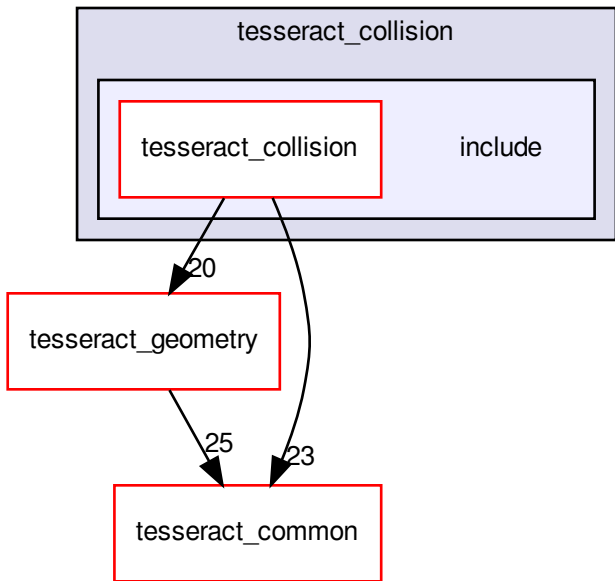 tesseract_collision
tesseract_collision
include
20
tesseract_geometry
25
23
tesseract_common